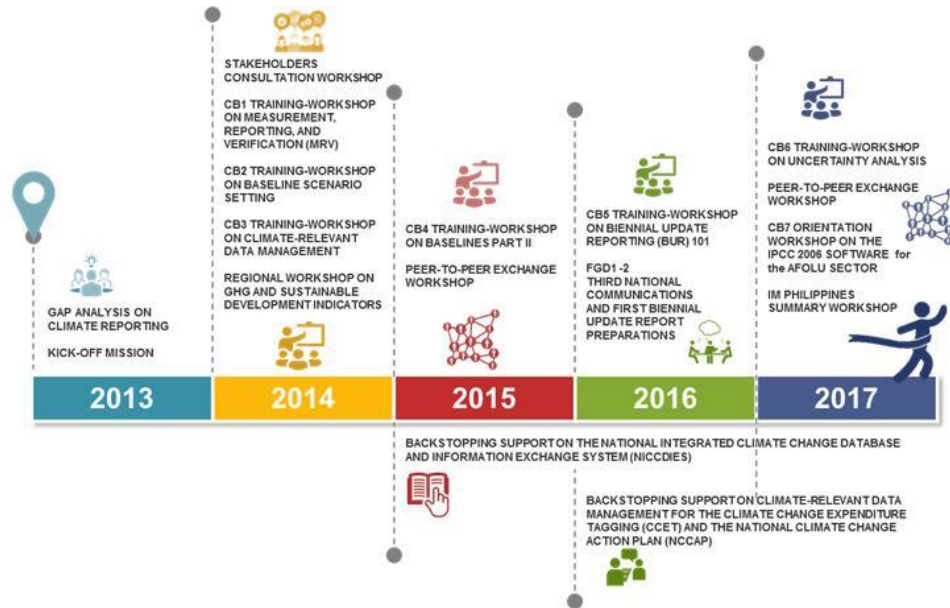 STAKEHOLDERS
CONSULTATION WORKSHOP
CB1 TRAINING-WORKSHOP
ON MEASUREMENT,
REPORTING, AND
VERIFICATION (MRV)
CB2 TRAINING-WORKSHOP
ON BASELINE SCENARIO
SETTING
CB3 TRAINING-WORKSHOP
ON CLIMATE-RELEVANT
DATA MANAGEMENT
REGIONAL WORKSHOP ON
GHG AND SUSTAINABLE
DEVELOPMENT INDICATORS
GAP ANALYSIS ON
CLIMATE REPORTING
KICK-OFF MISSION
CB4 TRAINING-WORKSHOP
ON BASELINES PART II
PEER-TO-PEER EXCHANGE
WORKSHOP
CB5 TRAINING-WORKSHOP
ON BIENNIAL UPDATE
REPORTING (BUR) 101
FGD1 -2
THIRD NATIONAL
COMMUNICATIONS
AND FIRST BIENNIAL
UPDATE REPORT
PREPARATIONS
CB6 TRAINING-WORKSHOP
ON UNCERTAINTY ANALYSIS
PEER-TO-PEER EXCHANGE
WORKSHOP
CB7 ORIENTATION
WORKSHOP ON THE
IPCC 2006 SOFTWARE for
the AFOLU SECTOR
IM PHILIPPINES
SUMMARY WORKSHOP
2013
2014
2015
2016
2017
BACKSTOPPING SUPPORT ON THE NATIONAL INTEGRATED CLIMATE CHANGE DATABASE
AND INFORMATION EXCHANGE SYSTEM (NICCDIES)
BACKSTOPPING SUPPORT ON CLIMATE-RELEVANT DATA
MANAGEMENT FOR THE CLIMATE CHANGE EXPENDITURE
TAGGING (CCET) AND THE NATIONAL CLIMATE CHANGE
ACTION PLAN (NCCAP)